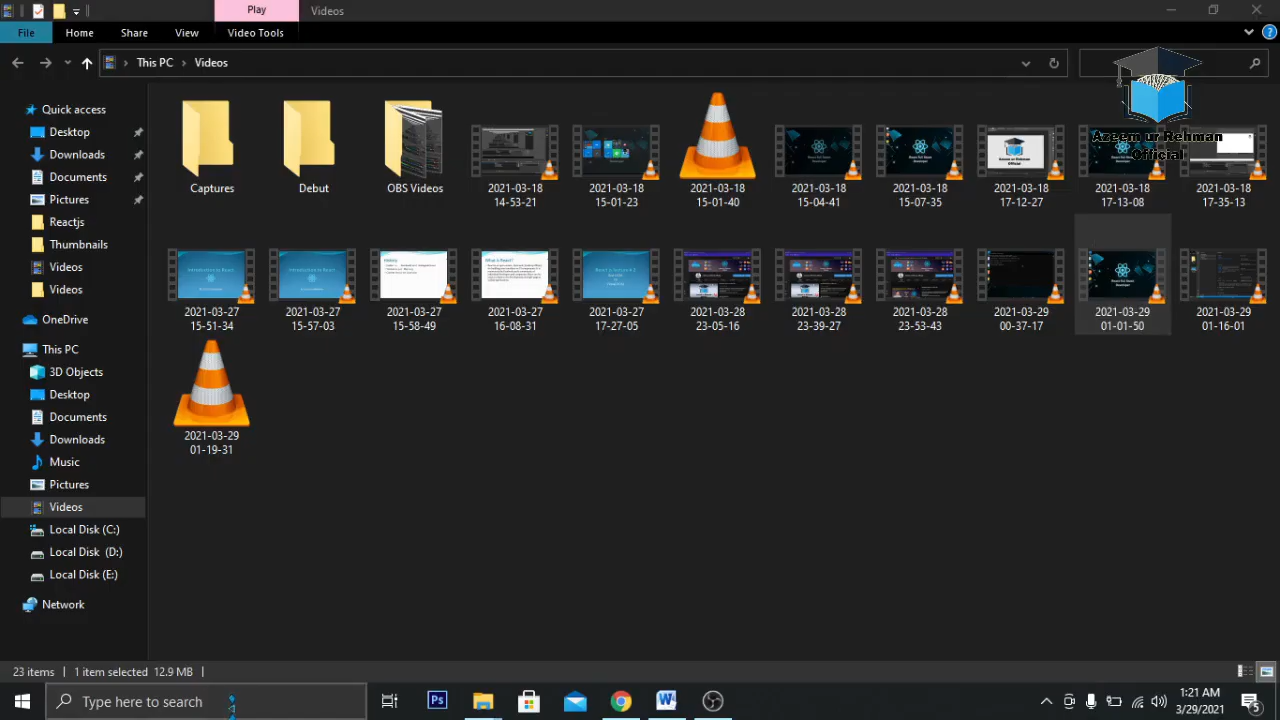 Play Videos
File Home Share View Video Tools
This PC Videos
Azeem ur Rehman
Official
Quick access
Desktop
Downloads
Documents
Pictures
Reactjs
Thumbnails
Videos
Videos
OneDrive
This PC
3D Objects
Desktop
Documents
Downloads
Music
Pictures
Videos
Local Disk (C:)
Local Disk (D:)
Local Disk (E:)
Network
Captures
Debut
OBS Videos
2021-03-18
14-53-21
2021-03-18
15-01-23
2021-03-18
15-01-40
2021-03-18
15-04-41
2021-03-18
15-07-35
2021-03-18
17-12-27
2021-03-18
17-13-08
2021-03-18
17-35-13
2021-03-27
15-51-34
2021-03-27
15-57-03
2021-03-27
15-58-49
2021-03-27
16-08-31
2021-03-27
17-27-05
2021-03-28
23-05-16
2021-03-28
23-39-27
2021-03-28
23-53-43
2021-03-29
00-37-17
2021-03-29
01-01-50
2021-03-29
01-16-01
2021-03-29
01-19-31
23 items 1 item selected 12.9 MB
Type here to search
Ps
W
1:21 AM
3/29/2021
5